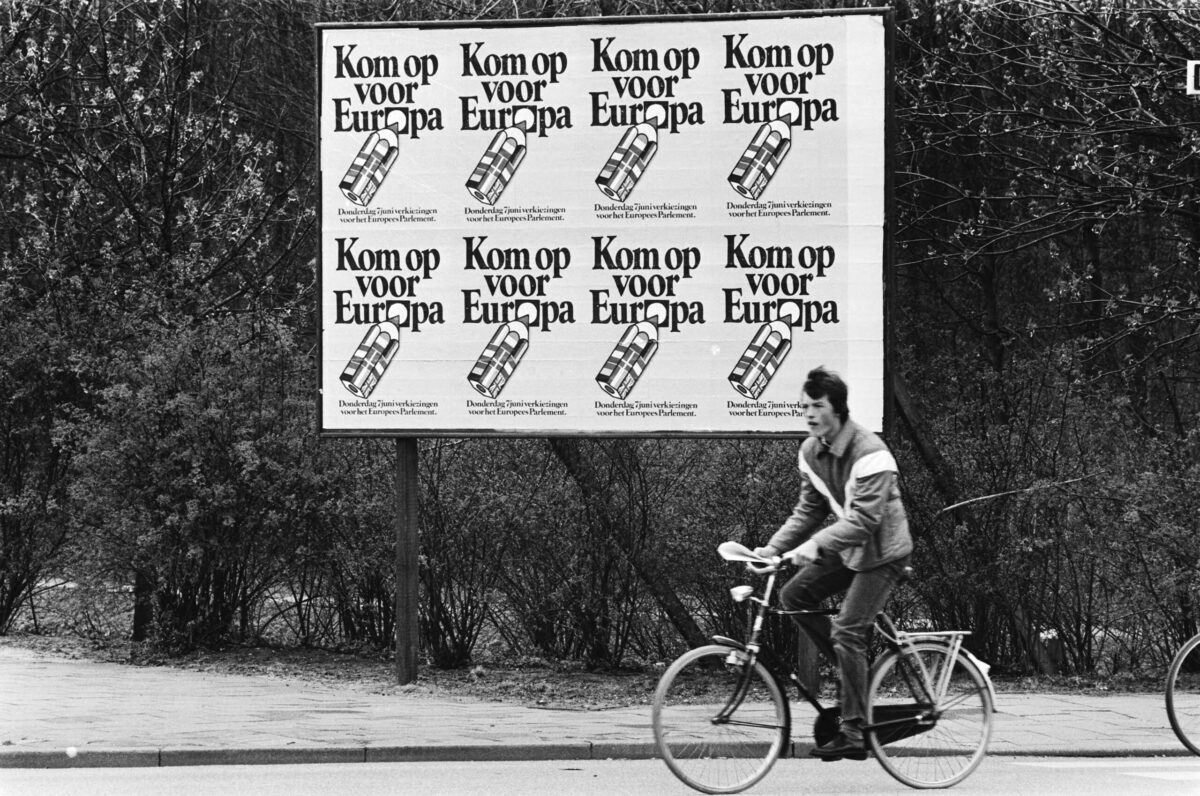 Kom op
voor
Europa
Donderdag 7 juni verkiezingen
voor het Europees Parlement.
Kom op
voor
Europa
Donderdag 7 juni verkiezingen
voor het Europees Parlement.
Kom op
voor
Europa
Donderdag 7 juni verkiezingen
voor het Europees Parlement.
Kom op
voor
Europa
Donderdag 7 juni verkiezingen
voor het Europees Parlement.
Kom op
voor
Europa
Donderdag 7 juni verkiezingen
voor het Europees Parlement.
Kom op
voor
Europa
Donderdag 7 juni verkiezingen
voor het Europees Parlement.
Kom op
voor
Europa
Donderdag 7 juni verkiezingen
voor het Europees Parlement.
Kom op
voor
Europa
Donderdag 7 juni
voor het Europees